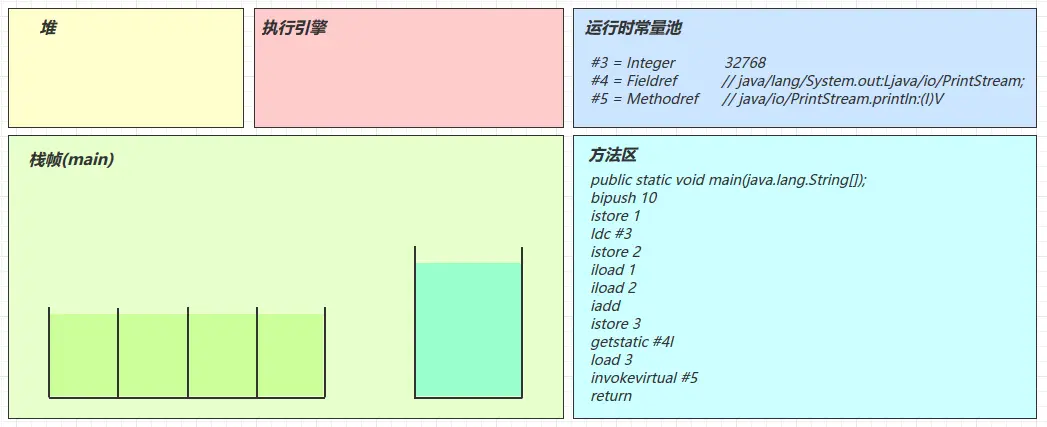 堆
执行引擎
运行时常量池
#3 = Integer 32768
#4 = Fieldref // java/lang/System.out:Ljava/io/PrintStream;
#5 = Methodref // java/io/PrintStream.println:(I)V
栈帧(main)
方法区
public static void main(java.lang.String[]);
bipush 10
istore 1
ldc #3
istore 2
iload 1
iload 2
iadd
istore 3
getstatic #4l
load 3
invokevirtual #5
return